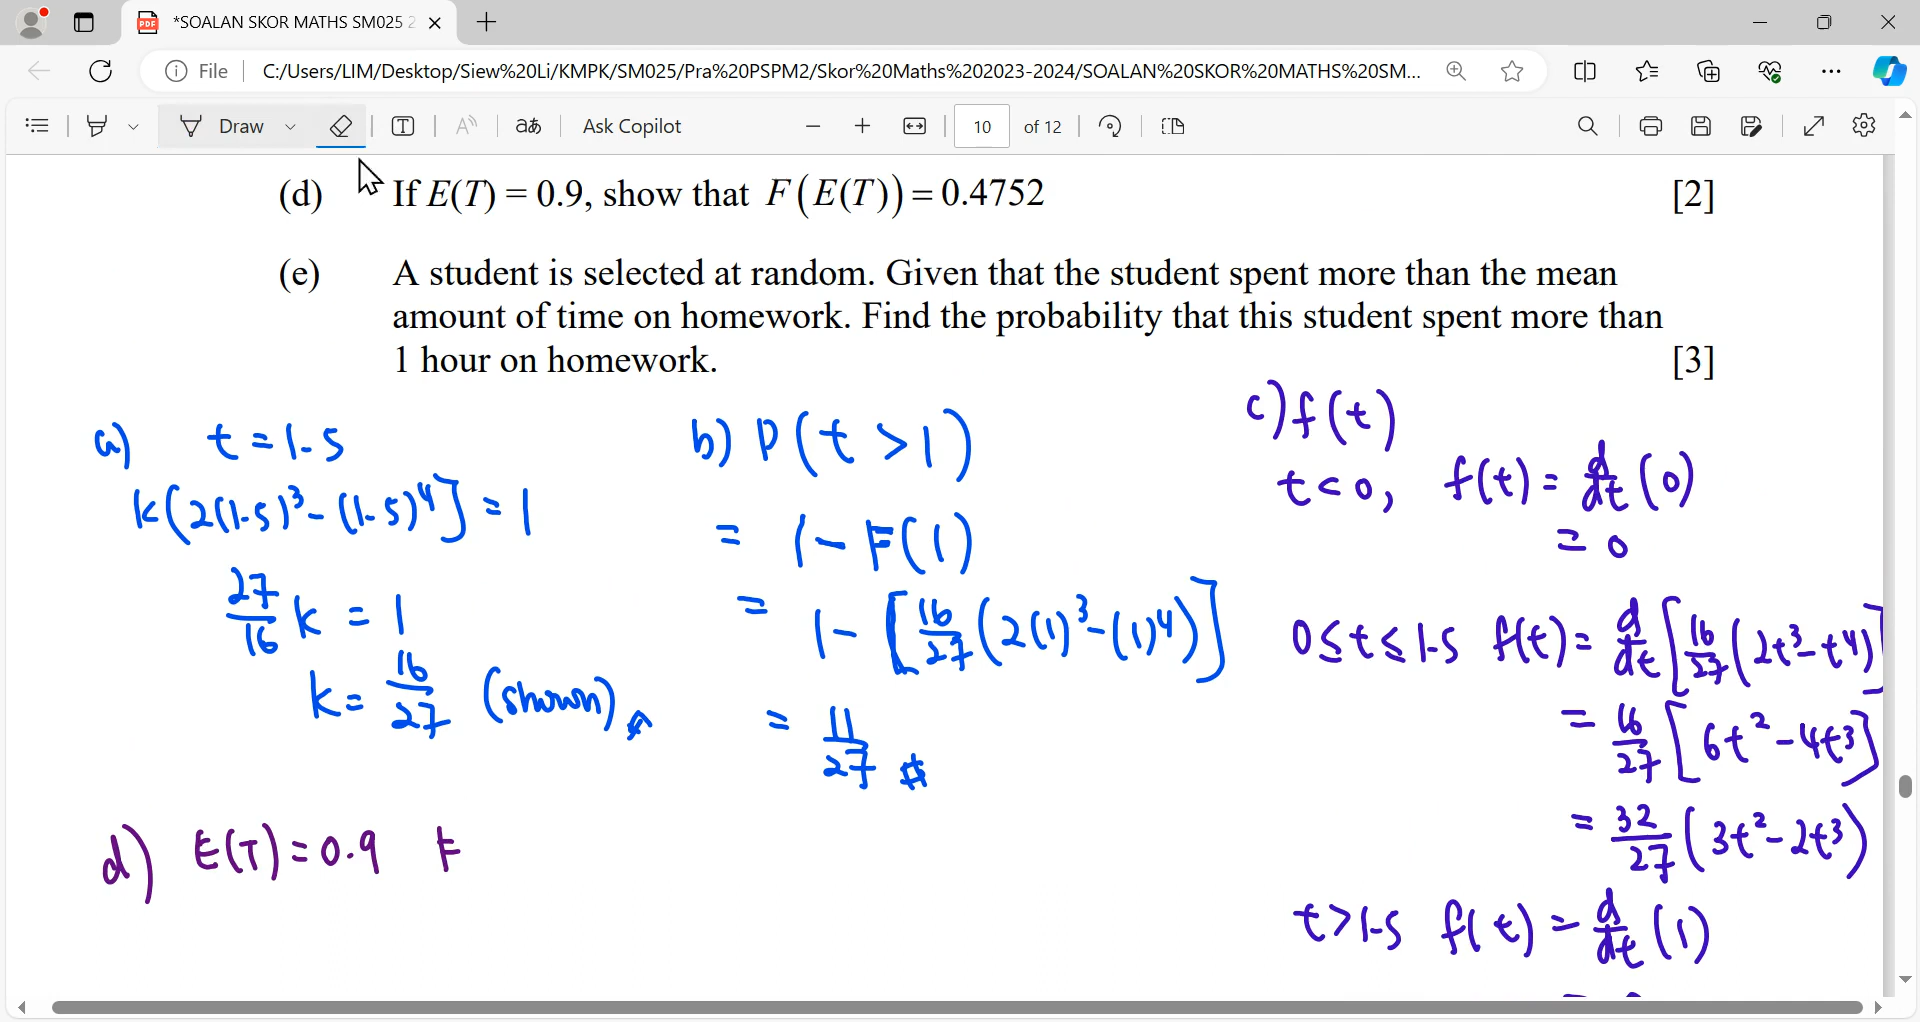 *SOALAN SKOR MATHS SM025 2
File C:/Users/LIM/Desktop/Siew%20Li/KMPK/SM025/Pra%20PSPM2/Skor%20Maths%202023-2024/SOALAN%20SKOR%20MATHS%20SM...
Draw T A aあ Ask Copilot 10 of 12
(d) If E(T) = 0.9, show that F(E(T)) = 0.4752 [2]
(e) A student is selected at random. Given that the student spent more than the mean
amount of time on homework. Find the probability that this student spent more than
1 hour on homework. [3]
a) t = 1.5
k[2(1.5)³ - (1.5)⁴] = 1
27/16 k = 1
k = 16/27 (shown)
b) P(t > 1)
= 1 - F(1)
= 1 - [16/27 (2(1)³ - (1)⁴)]
= 11/27 #
c) f(t)
t < 0, f(t) = d/dt (0)
= 0
0 ≤ t ≤ 1.5 f(t) = d/dt [16/27 (2t³ - t⁴)]
= 16/27 [6t² - 4t³]
= 32/27 (3t² - 2t³)
t > 1.5 f(t) = d/dt (1)
d) E(T) = 0.9 F